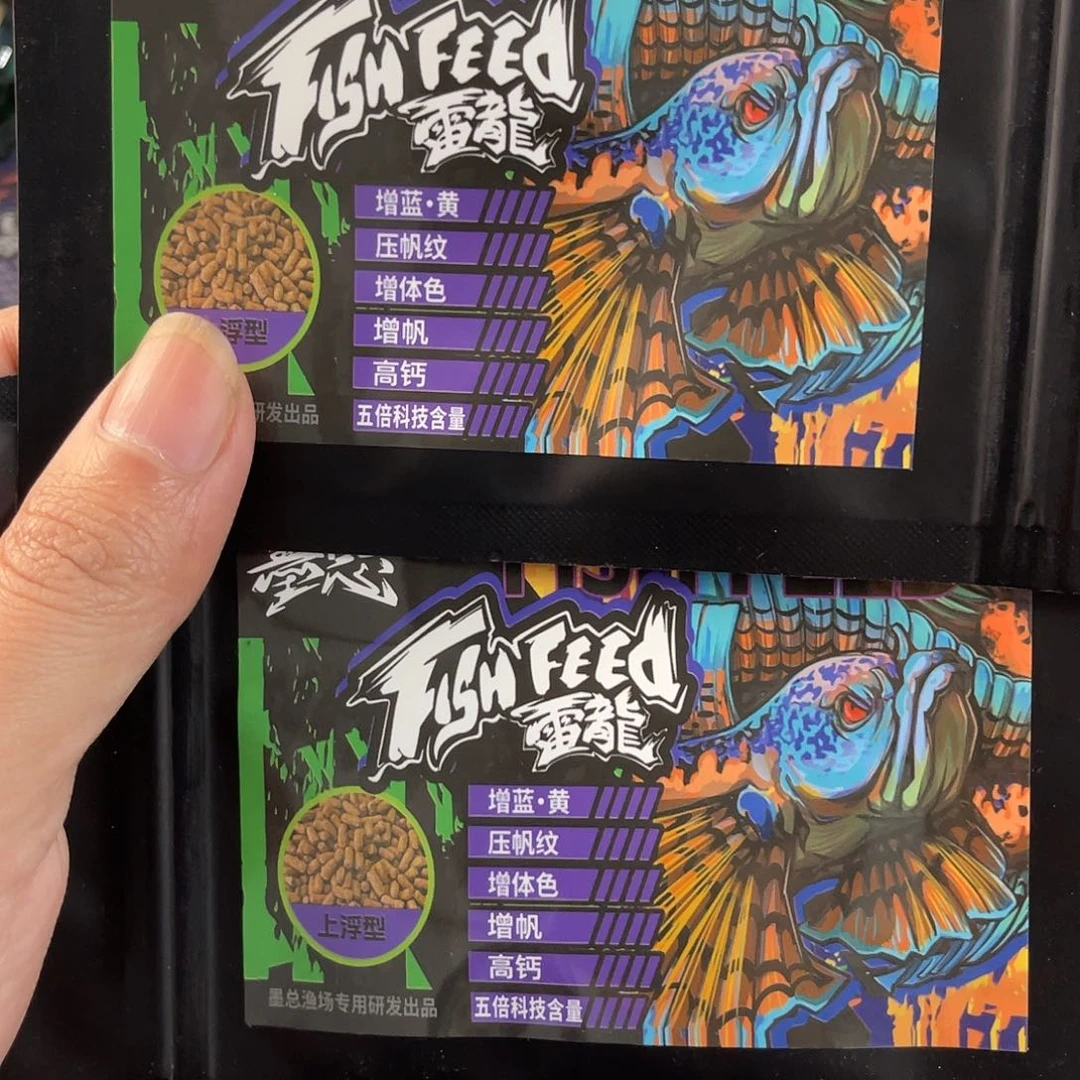 FISH FEED
雷龍
增蓝·黄
压帆纹
增体色
增帆
高钙
五倍科技含量
浮型
研发出品
FISH FEED
雷龍
增蓝·黄
压帆纹
增体色
增帆
高钙
五倍科技含量
上浮型
墨总渔场专用研发出品